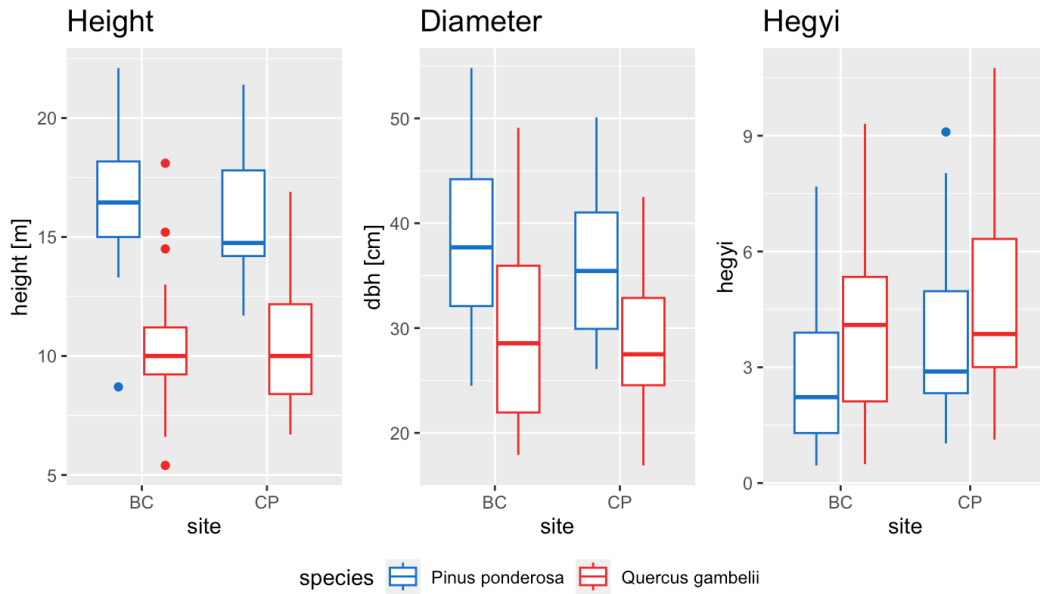 Height
Diameter
Hegyi
height [m]
20
15
10
5
BC
CP
site
dbh [cm]
50
40
30
20
BC
CP
site
hegyi
9
6
3
0
BC
CP
site
species
Pinus ponderosa
Quercus gambelii